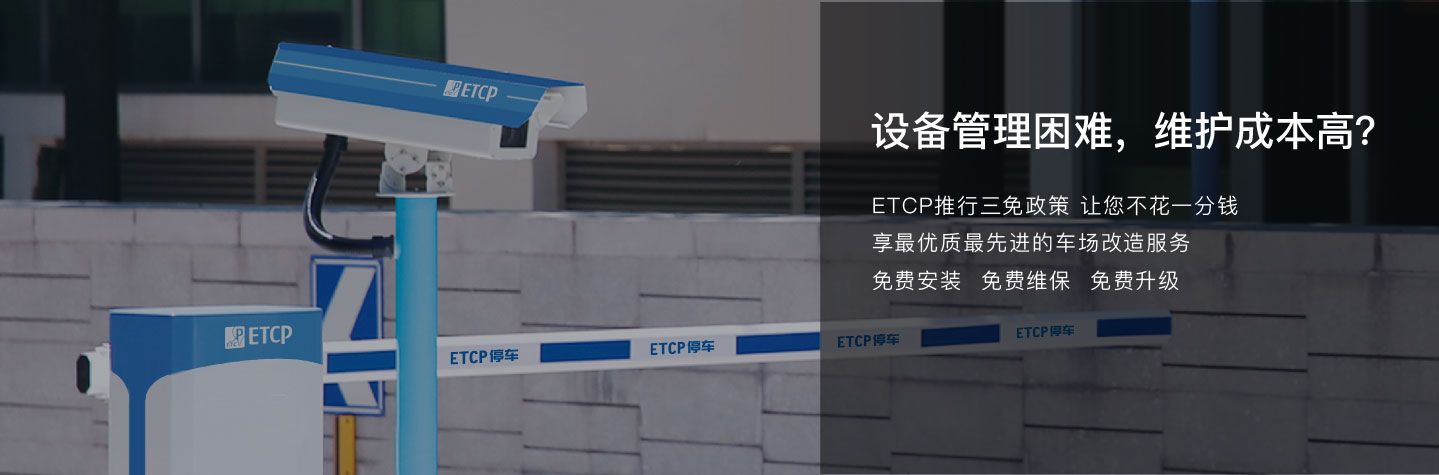 ETCP
设备管理困难，维护成本高？
ETCP推行三免政策 让您不花一分钱
享最优质最先进的车场改造服务
免费安装 免费维保 免费升级
ETCP
ETCP停车 ETCP停车 ETCP停车 ETCP停车